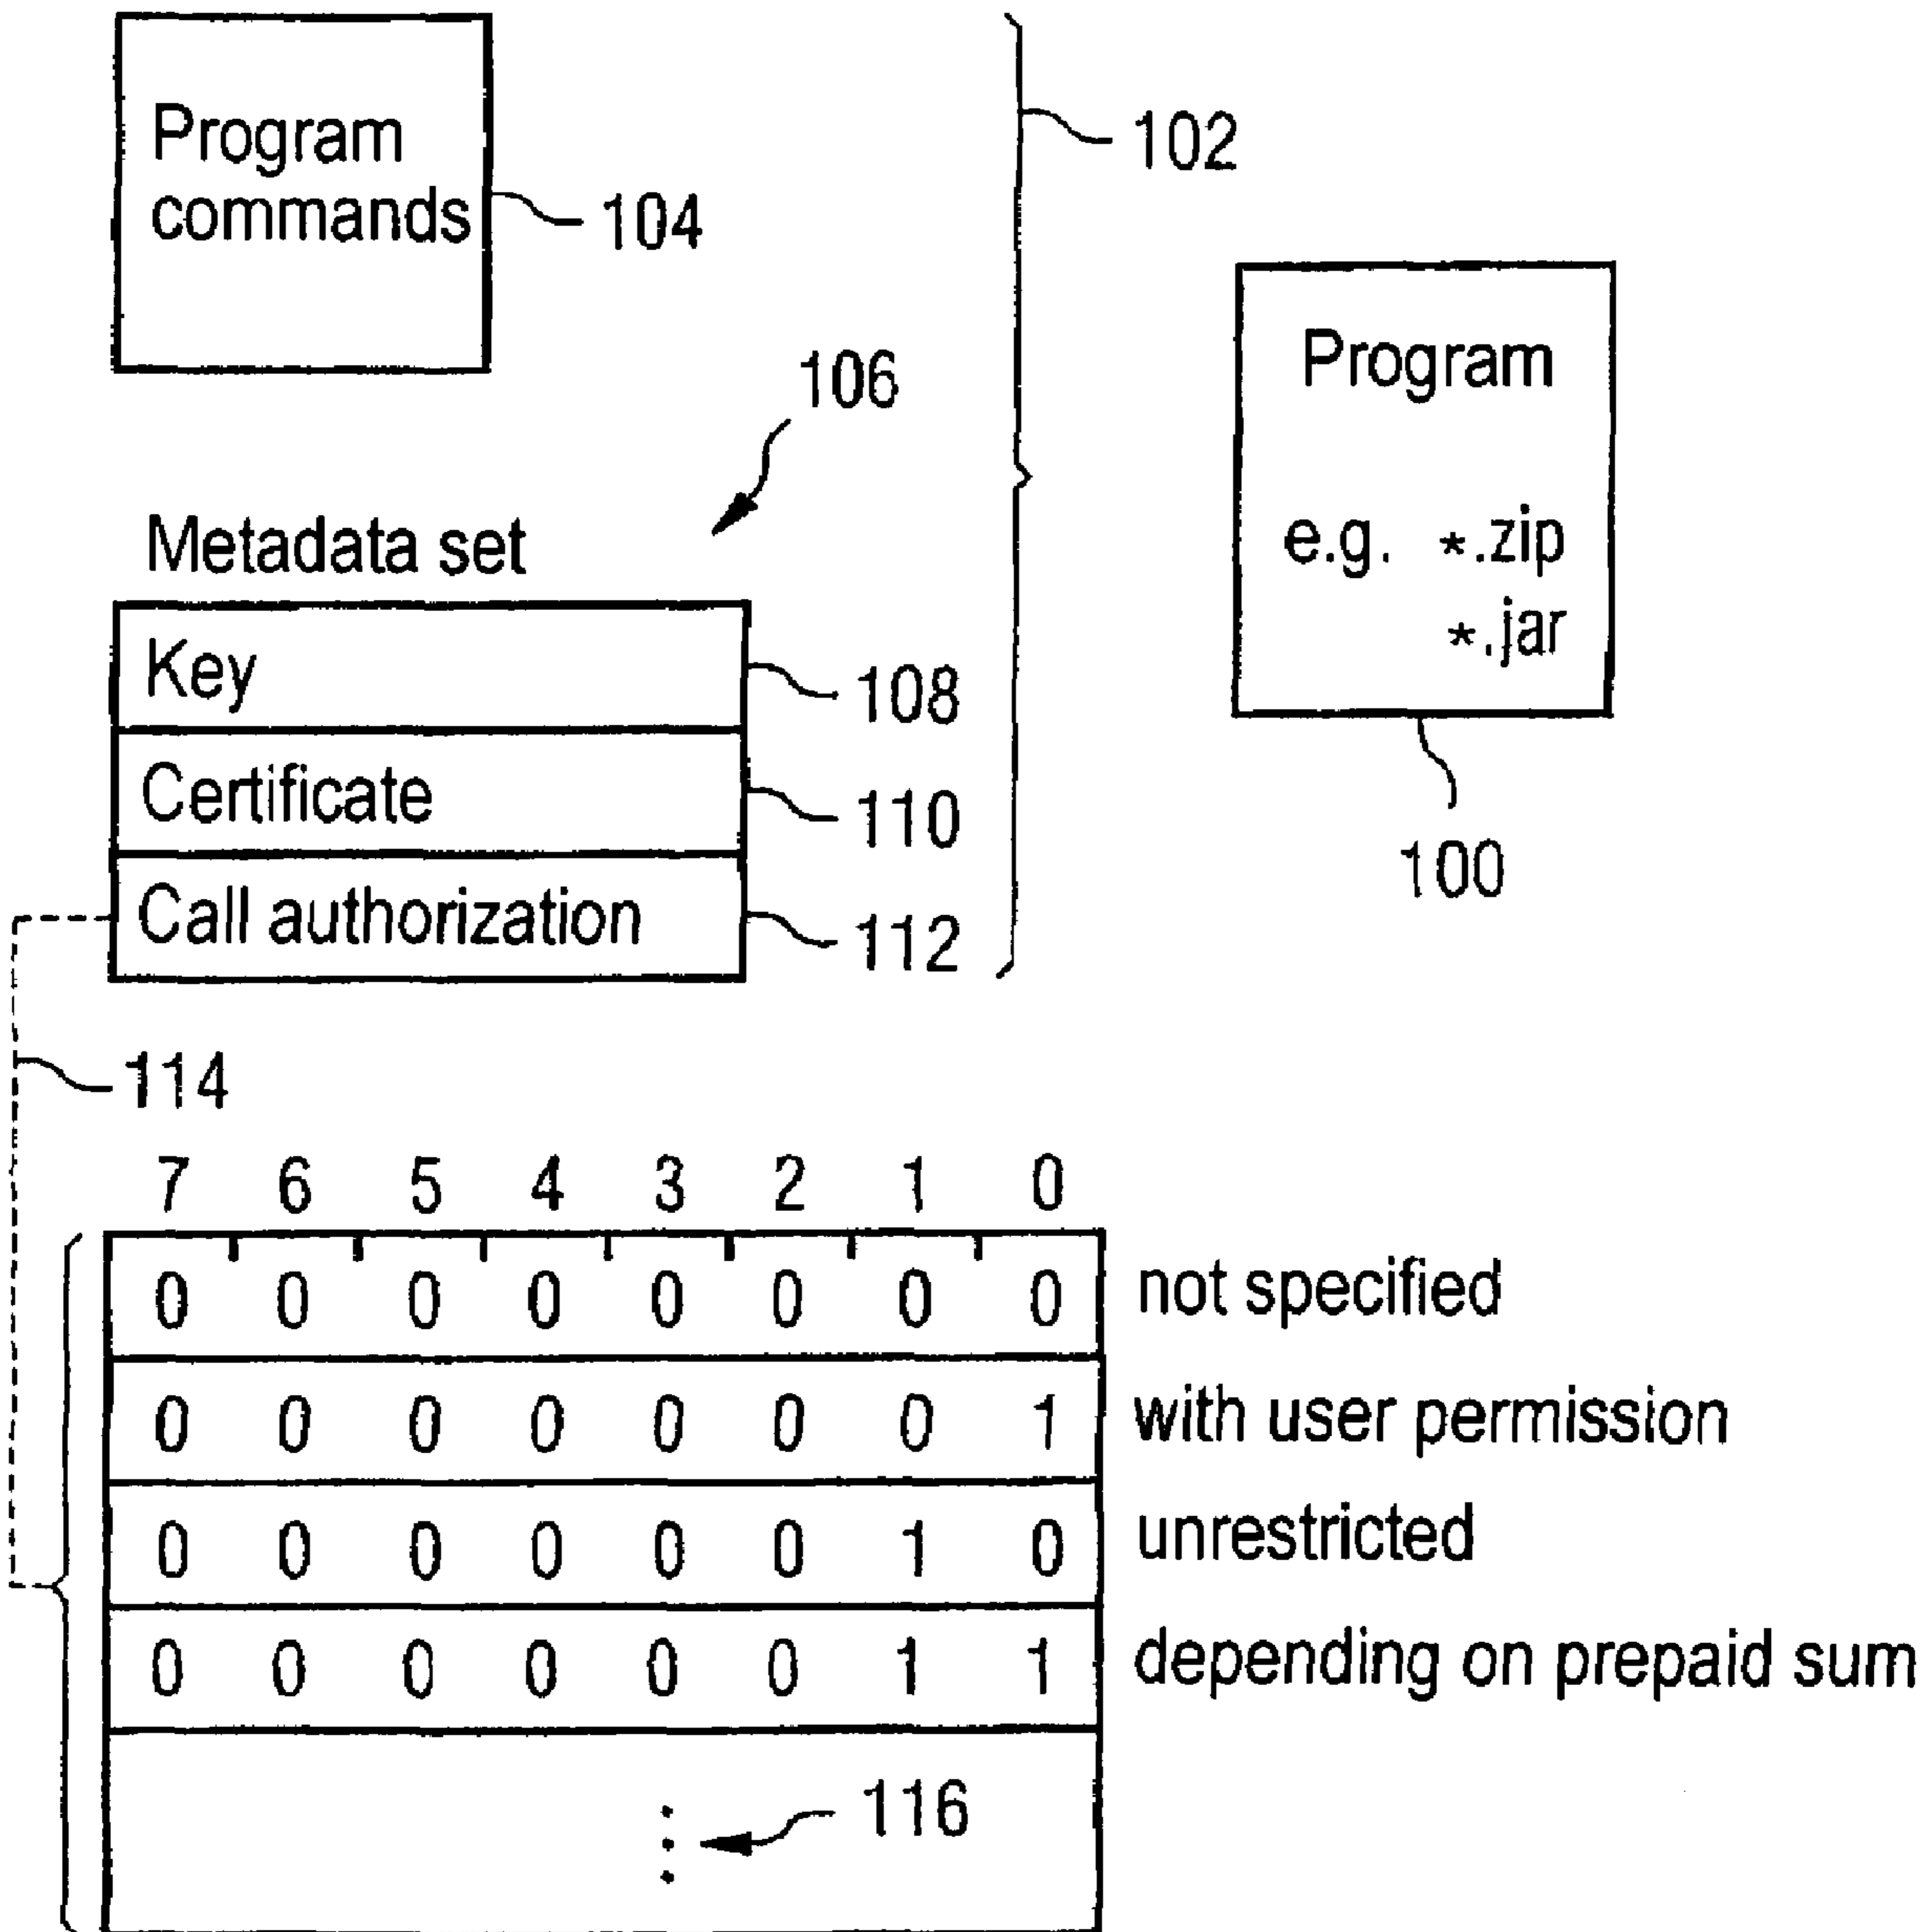 Program
commands
102
104
106
Program
e.g. *.zip
*.jar
100
Metadata set
Key
108
Certificate
110
Call authorization
112
114
7 6 5 4 3 2 1 0
0 0 0 0 0 0 0 0 not specified
0 0 0 0 0 0 0 1 with user permission
0 0 0 0 0 0 1 0 unrestricted
0 0 0 0 0 0 1 1 depending on prepaid sum
116